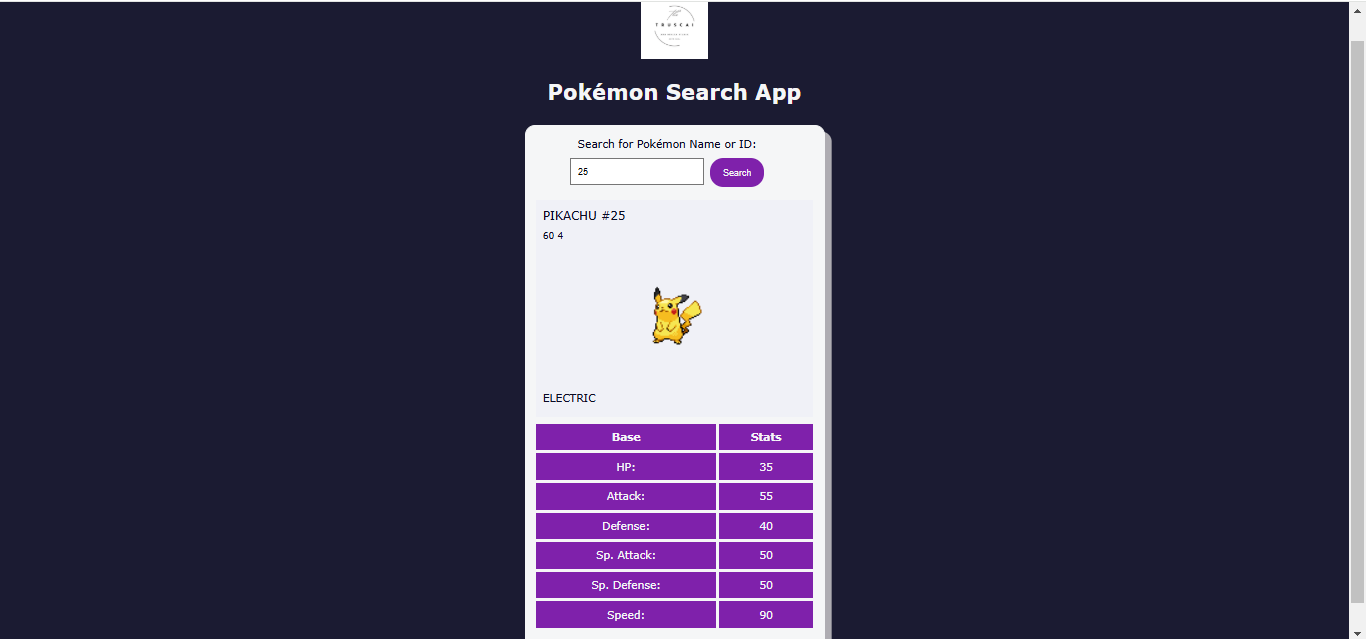 TRUSCAI
Pokémon Search App
Search for Pokémon Name or ID:
25 Search
PIKACHU #25
60 4
ELECTRIC
Base Stats
HP: 35
Attack: 55
Defense: 40
Sp. Attack: 50
Sp. Defense: 50
Speed: 90